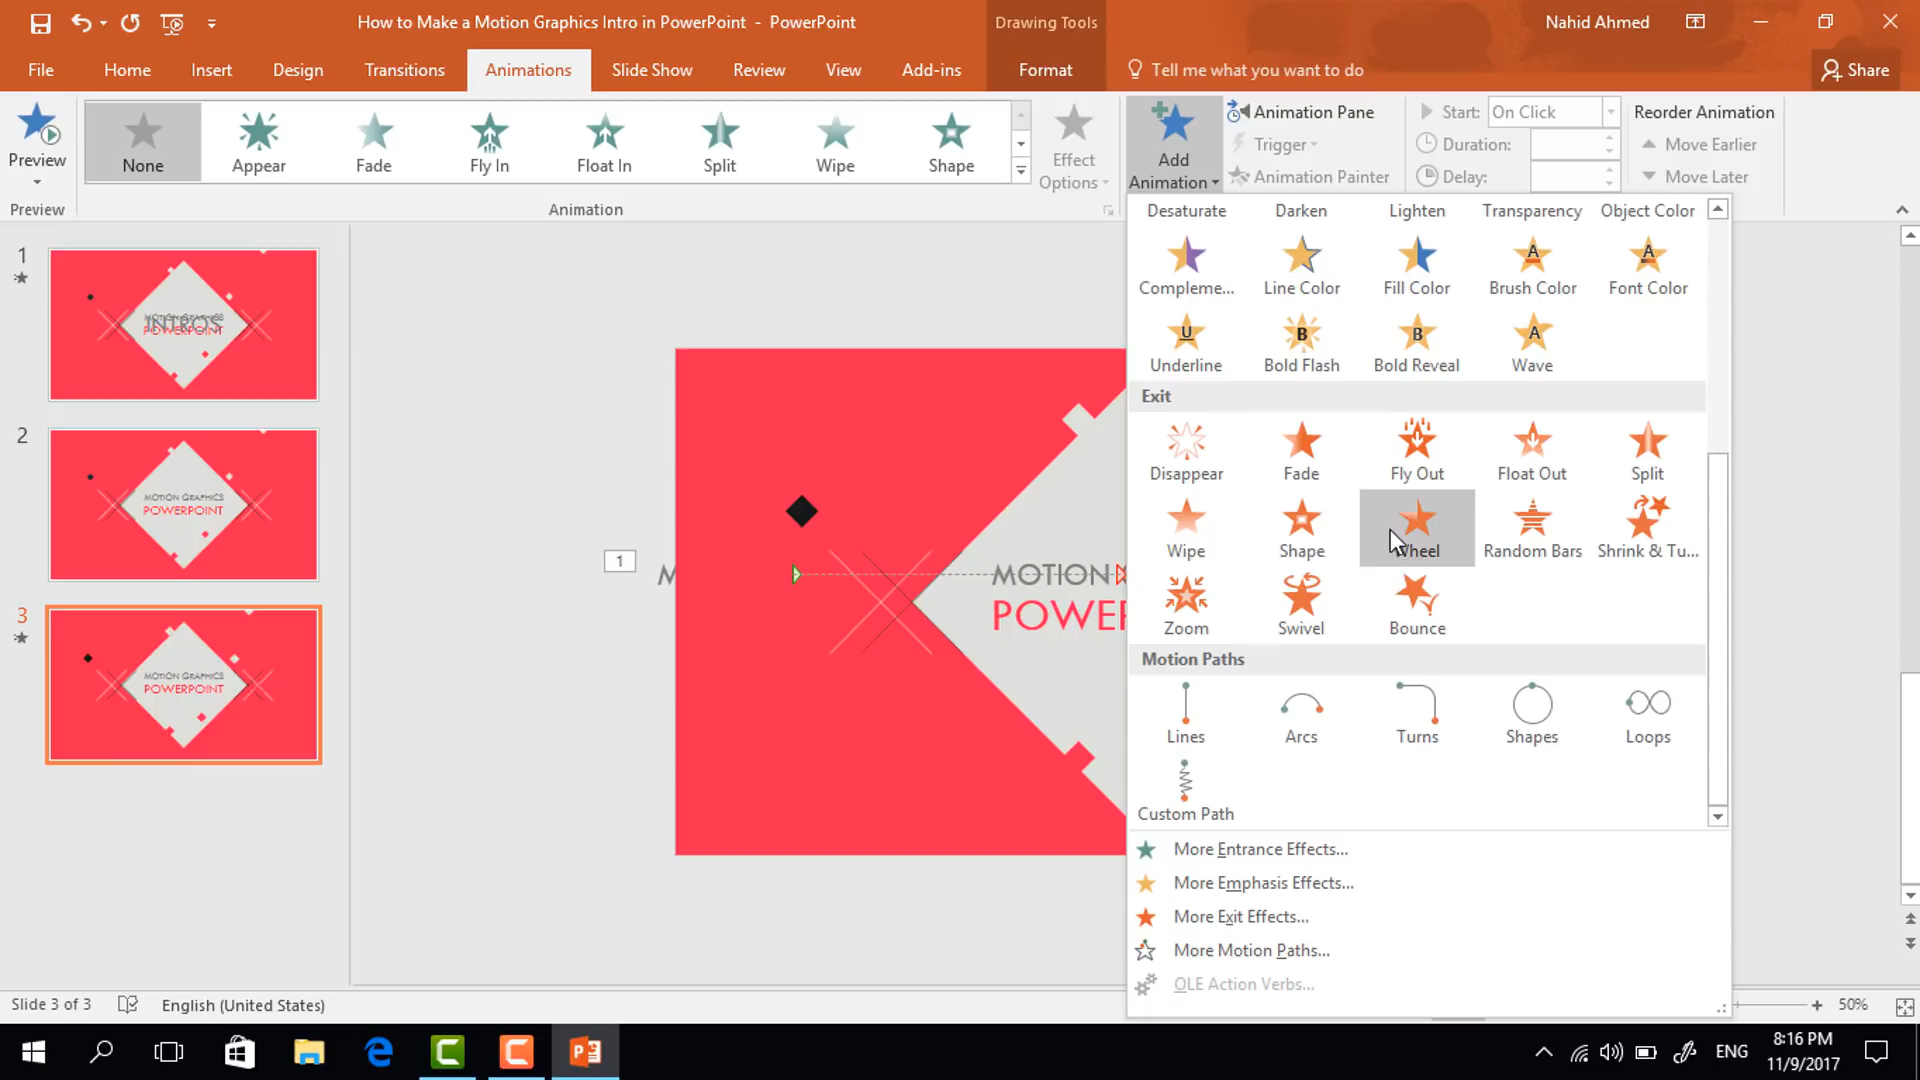 How to Make a Motion Graphics Intro in PowerPoint - PowerPoint
Drawing Tools
Nahid Ahmed
File Home Insert Design Transitions Animations Slide Show Review View Add-ins Format Tell me what you want to do Share
Preview
None Appear Fade Fly In Float In Split Wipe Shape
Effect
Options
Add
Animation
Animation Pane
Trigger
Animation Painter
Start: On Click
Duration:
Delay:
Reorder Animation
Move Earlier
Move Later
Preview Animation
Desaturate Darken Lighten Transparency Object Color
Compleme... Line Color Fill Color Brush Color Font Color
Underline Bold Flash Bold Reveal Wave
Exit
Disappear Fade Fly Out Float Out Split
Wipe Shape Wheel Random Bars Shrink & Tu...
Zoom Swivel Bounce
Motion Paths
Lines Arcs Turns Shapes Loops
Custom Path
More Entrance Effects...
More Emphasis Effects...
More Exit Effects...
More Motion Paths...
OLE Action Verbs...
1
MOTION GRAPHICS
INTROS
POWERPOINT
2
MOTION GRAPHICS
POWERPOINT
3
MOTION GRAPHICS
POWERPOINT
1
M
MOTION
POWER
Slide 3 of 3 English (United States) 50%
ENG
8:16 PM
11/9/2017